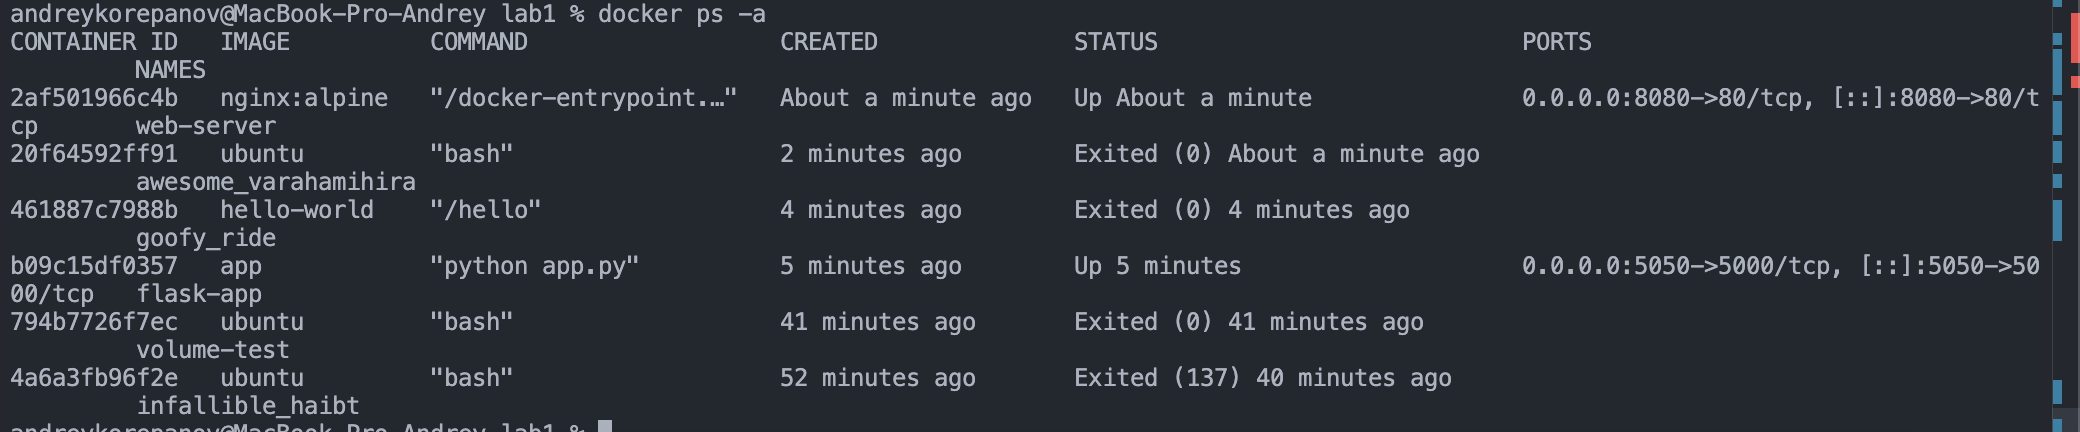 andreykorepanov@MacBook-Pro-Andrey lab1 % docker ps -a
CONTAINER ID   IMAGE          COMMAND                  CREATED              STATUS                          PORTS
         NAMES
2af501966c4b   nginx:alpine   "/docker-entrypoint.…"   About a minute ago   Up About a minute               0.0.0.0:8080->80/tcp, [::]:8080->80/t
cp       web-server
20f64592ff91   ubuntu         "bash"                   2 minutes ago        Exited (0) About a minute ago
         awesome_varahamihira
461887c7988b   hello-world    "/hello"                 4 minutes ago        Exited (0) 4 minutes ago
         goofy_ride
b09c15df0357   app            "python app.py"          5 minutes ago        Up 5 minutes                    0.0.0.0:5050->5000/tcp, [::]:5050->50
00/tcp   flask-app
794b7726f7ec   ubuntu         "bash"                   41 minutes ago       Exited (0) 41 minutes ago
         volume-test
4a6a3fb96f2e   ubuntu         "bash"                   52 minutes ago       Exited (137) 40 minutes ago
         infallible_haibt
andreykorepanov@MacBook-Pro-Andrey lab1 %